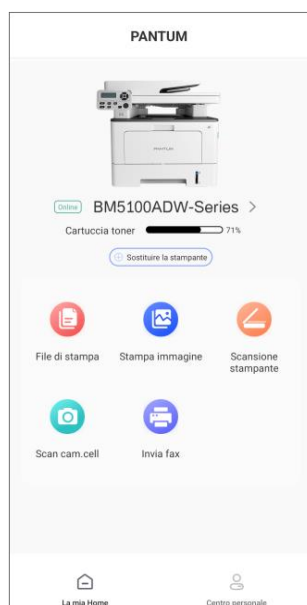 PANTUM
PANTUM
Online BM5100ADW-Series >
Cartuccia toner 71%
Sostituire la stampante
File di stampa Stampa immagine Scansione stampante
Scan cam.cell Invia fax
La mia Home Centro personale